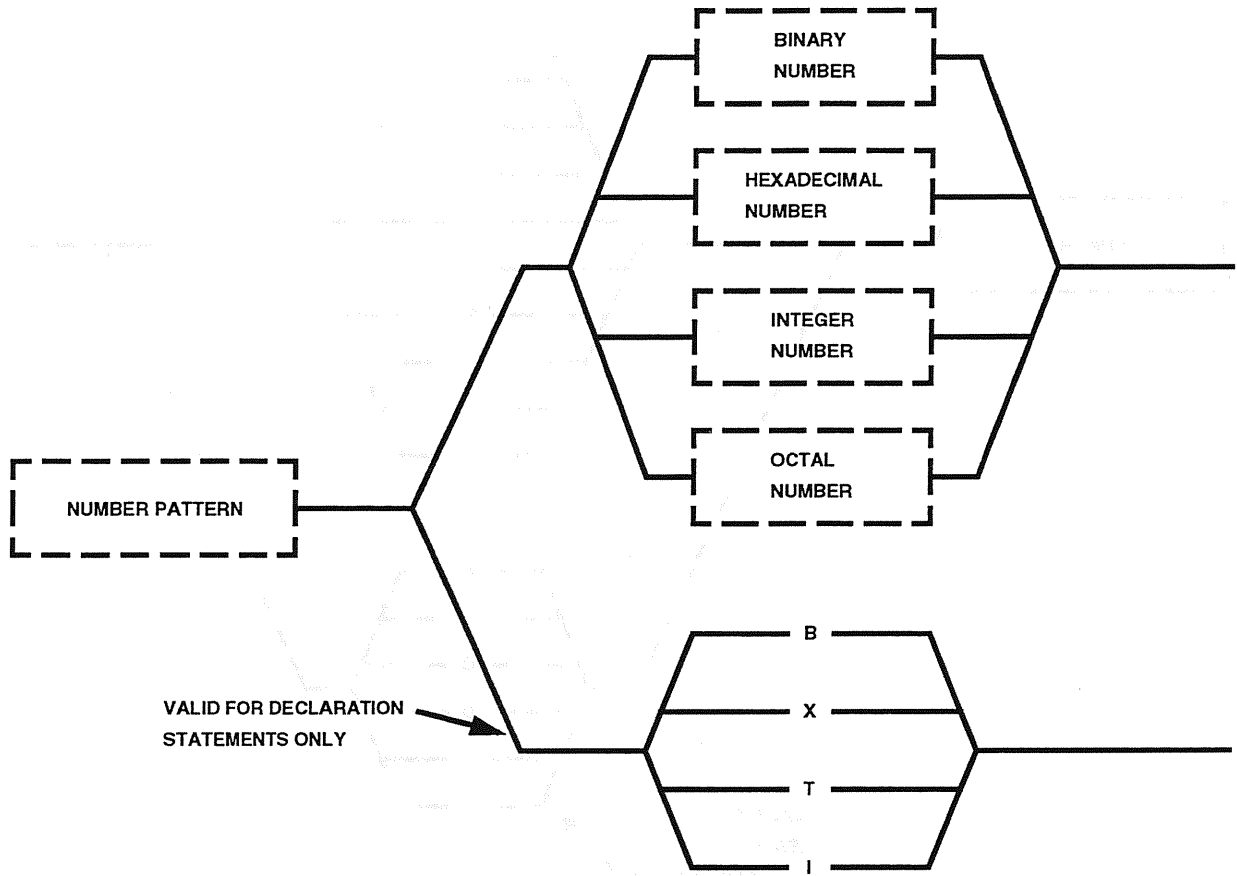 BINARY
NUMBER
HEXADECIMAL
NUMBER
INTEGER
NUMBER
OCTAL
NUMBER
NUMBER PATTERN
VALID FOR DECLARATION
STATEMENTS ONLY
B
X
T
I